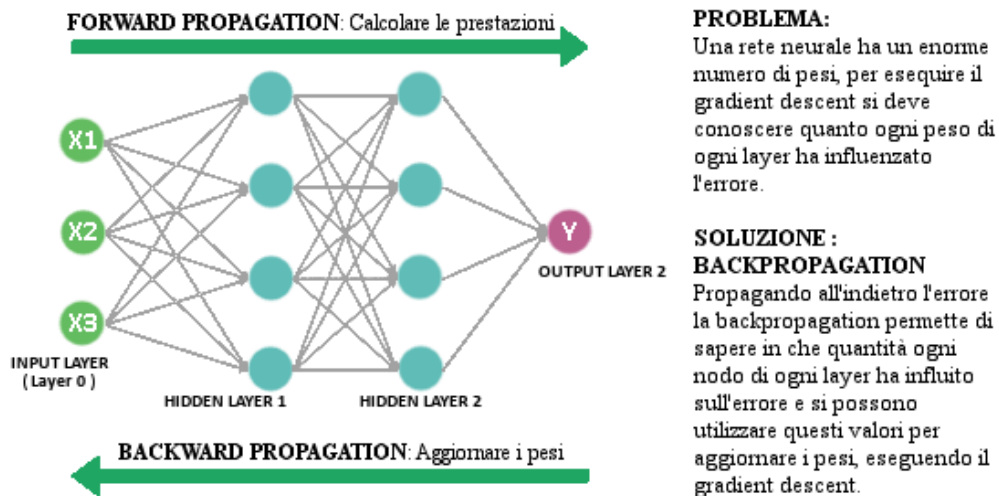 FORWARD PROPAGATION: Calcolare le prestazioni
X1
X2
X3
Y
INPUT LAYER
( Layer 0 )
HIDDEN LAYER 1
HIDDEN LAYER 2
OUTPUT LAYER 2
BACKWARD PROPAGATION: Aggiornare i pesi
PROBLEMA:
Una rete neurale ha un enorme
numero di pesi, per esequire il
gradient descent si deve
conoscere quanto ogni peso di
ogni layer ha influenzato
l'errore.
SOLUZIONE :
BACKPROPAGATION
Propagando all'indietro l'errore
la backpropagation permette di
sapere in che quantità ogni
nodo di ogni layer ha influito
sull'errore e si possono
utilizzare questi valori per
aggiornare i pesi, eseguendo il
gradient descent.